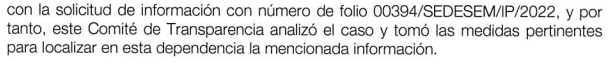 con la solicitud de información con número de folio 00394/SEDESEM/IP/2022, y por
tanto, este Comité de Transparencia analizó el caso y tomó las medidas pertinentes
para localizar en esta dependencia la mencionada información.